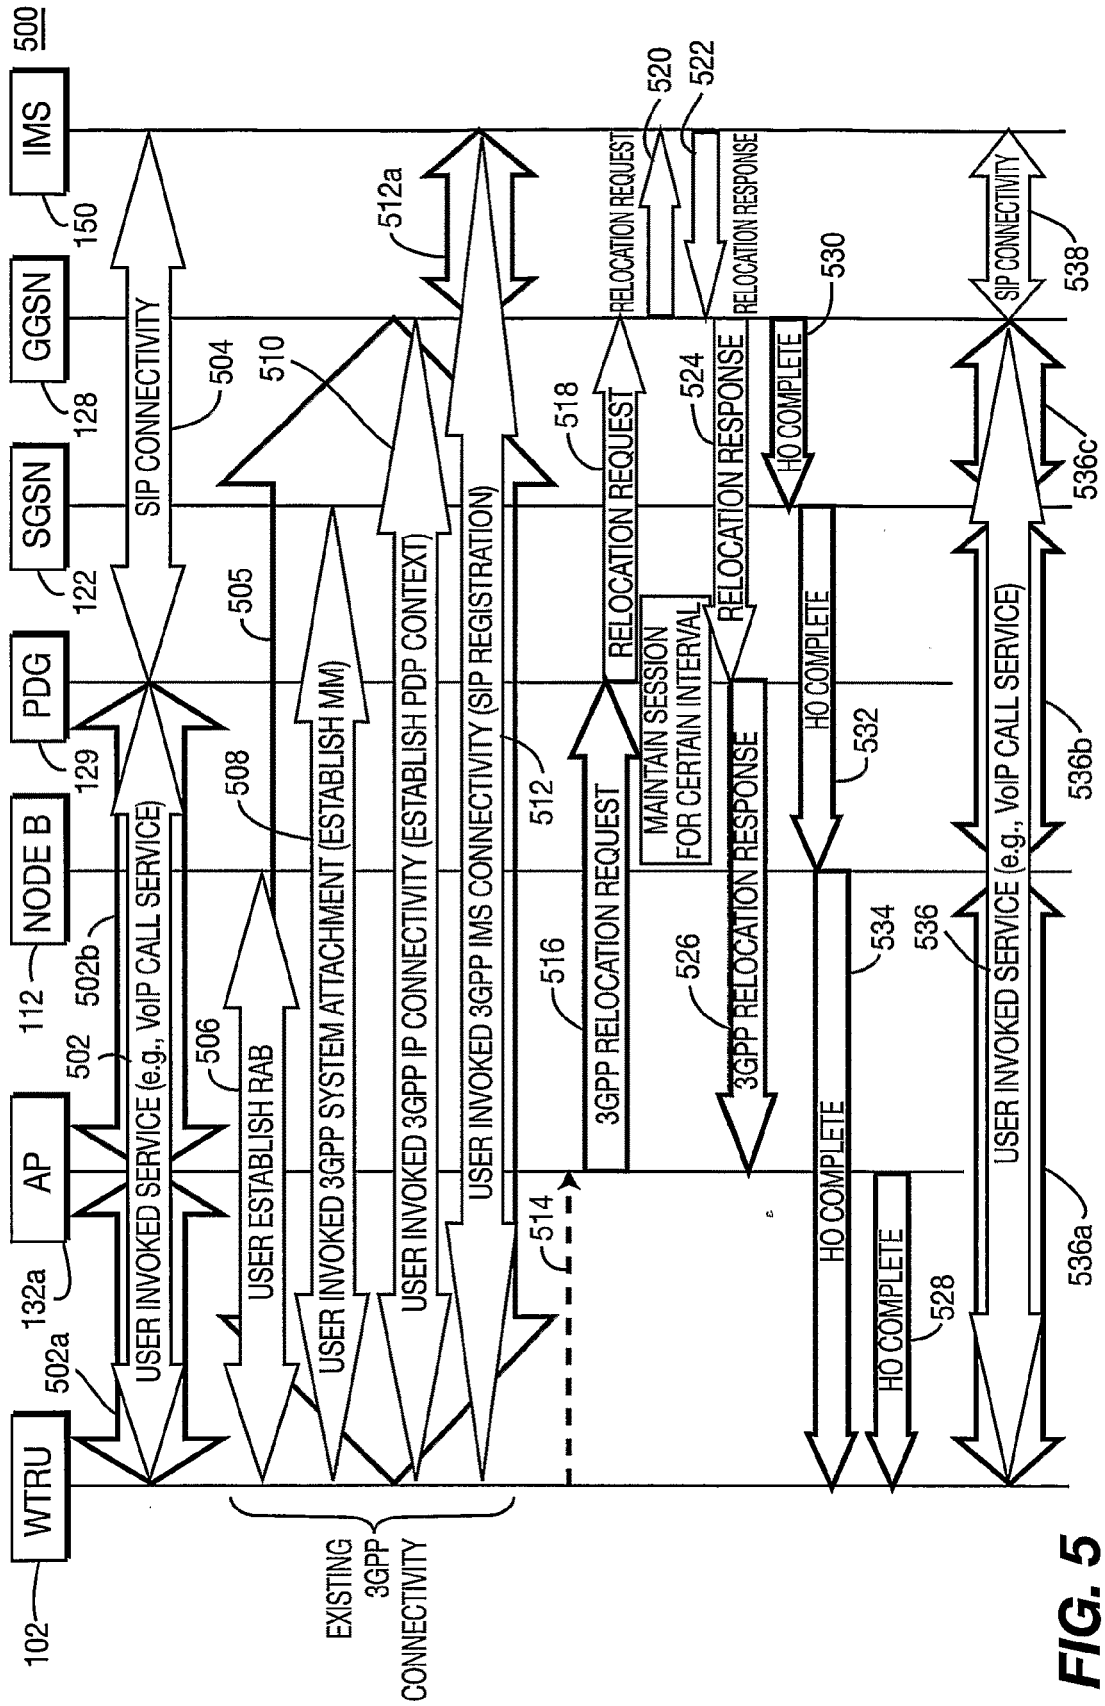 500
WTRU
AP
NODE B
PDG
SGSN
GGSN
IMS
102
132a
112
129
122
128
150
502a
502
502b
USER INVOKED SERVICE (e.g., VoIP CALL SERVICE)
SIP CONNECTIVITY
504
505
506
USER ESTABLISH RAB
508
USER INVOKED 3GPP SYSTEM ATTACHMENT (ESTABLISH MM)
510
USER INVOKED 3GPP IP CONNECTIVITY (ESTABLISH PDP CONTEXT)
512a
USER INVOKED 3GPP IMS CONNECTIVITY (SIP REGISTRATION)
512
EXISTING
3GPP
CONNECTIVITY
514
516
3GPP RELOCATION REQUEST
518
RELOCATION REQUEST
RELOCATION REQUEST
520
522
RELOCATION RESPONSE
MAINTAIN SESSION
FOR CERTAIN INTERVAL
524
RELOCATION RESPONSE
526
3GPP RELOCATION RESPONSE
HO COMPLETE
530
HO COMPLETE
532
HO COMPLETE
534
HO COMPLETE
528
536
USER INVOKED SERVICE (e.g., VoIP CALL SERVICE)
SIP CONNECTIVITY
536a
536b
536c
538
FIG. 5